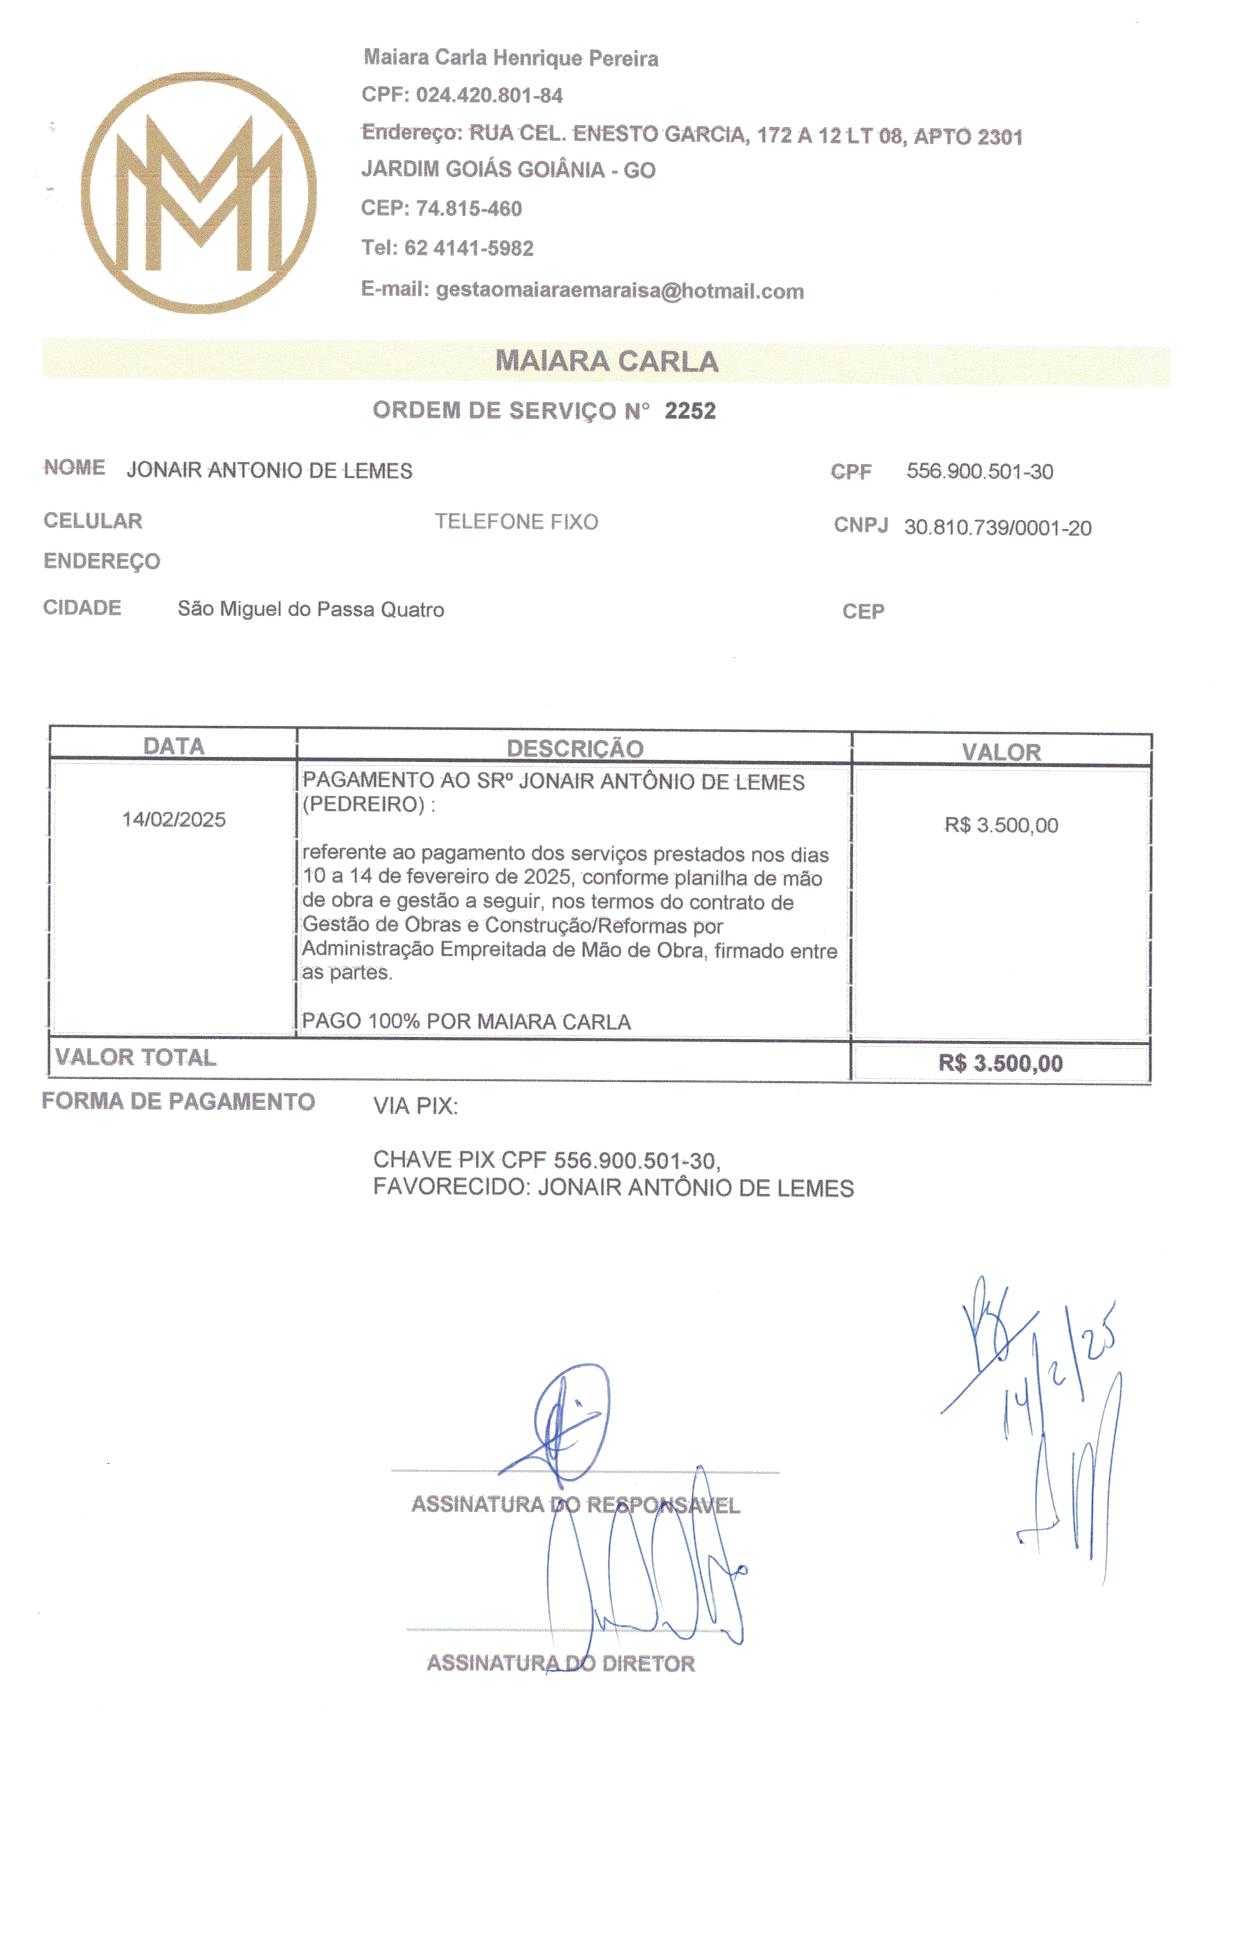 Maiara Carla Henrique Pereira
CPF: 024.420.801-84
Endereço: RUA CEL. ENESTO GARCIA, 172 A 12 LT 08, APTO 2301
JARDIM GOIÁS GOIÂNIA - GO
CEP: 74.815-460
Tel: 62 4141-5982
E-mail: gestaomaiaraemaraisa@hotmail.com
MAIARA CARLA
ORDEM DE SERVIÇO N° 2252
NOME JONAIR ANTONIO DE LEMES CPF 556.900.501-30
CELULAR TELEFONE FIXO CNPJ 30.810.739/0001-20
ENDEREÇO
CIDADE São Miguel do Passa Quatro CEP
DATA DESCRIÇÃO VALOR
PAGAMENTO AO SRº JONAIR ANTÔNIO DE LEMES
(PEDREIRO) :
14/02/2025 R$ 3.500,00
referente ao pagamento dos serviços prestados nos dias
10 a 14 de fevereiro de 2025, conforme planilha de mão
de obra e gestão a seguir, nos termos do contrato de
Gestão de Obras e Construção/Reformas por
Administração Empreitada de Mão de Obra, firmado entre
as partes.
PAGO 100% POR MAIARA CARLA
VALOR TOTAL R$ 3.500,00
FORMA DE PAGAMENTO VIA PIX:
CHAVE PIX CPF 556.900.501-30,
FAVORECIDO: JONAIR ANTÔNIO DE LEMES
14/2/25
ASSINATURA DO RESPONSAVEL
ASSINATURA DO DIRETOR